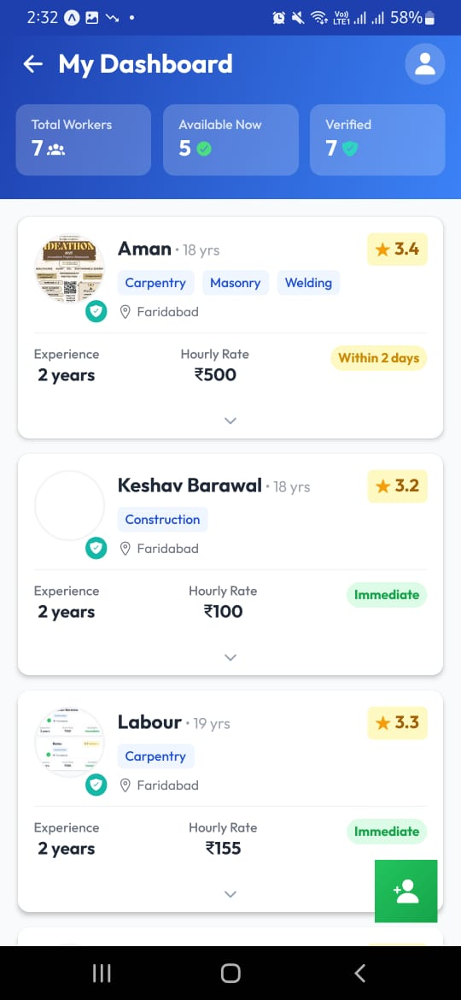 2:32 58%
Vo))
LTE1
My Dashboard
Total Workers Available Now Verified
7 5 7
IDEATHON
Aman • 18 yrs 3.4
Carpentry Masonry Welding
Faridabad
Experience Hourly Rate Within 2 days
2 years ₹500
Keshav Barawal • 18 yrs 3.2
Construction
Faridabad
Experience Hourly Rate Immediate
2 years ₹100
Labour • 19 yrs 3.3
Carpentry
Faridabad
Experience Hourly Rate Immediate
2 years ₹155